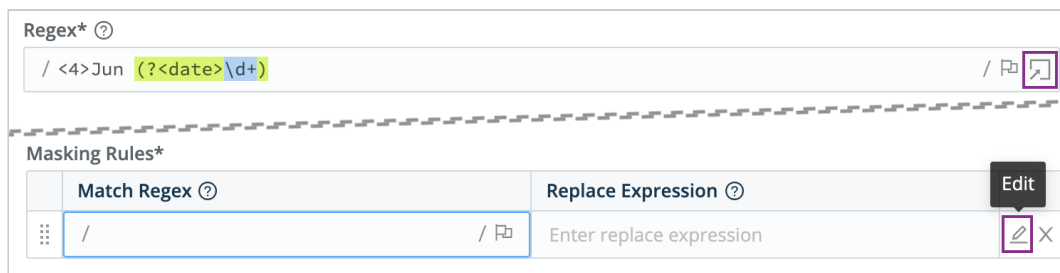 Regex* ?
/ <4>Jun (?<date>\d+) /
Masking Rules*
Match Regex ? Replace Expression ? Edit
/ / Enter replace expression X